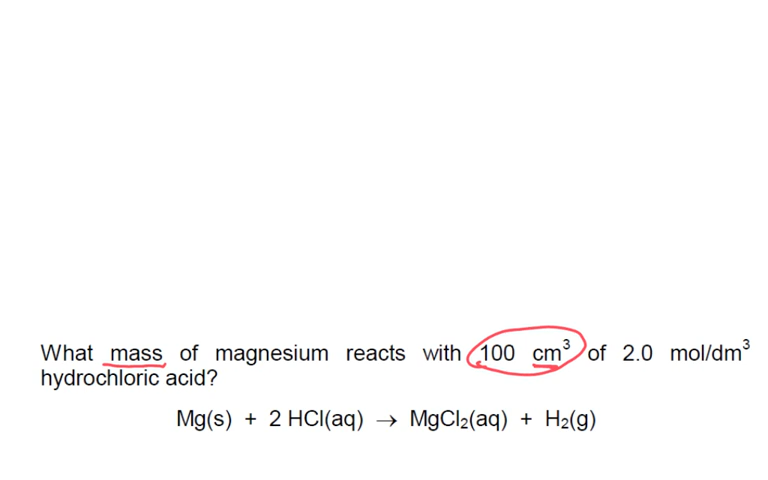 What mass of magnesium reacts with 100 cm³ of 2.0 mol/dm³
hydrochloric acid?
Mg(s) + 2 HCl(aq) → MgCl₂(aq) + H₂(g)